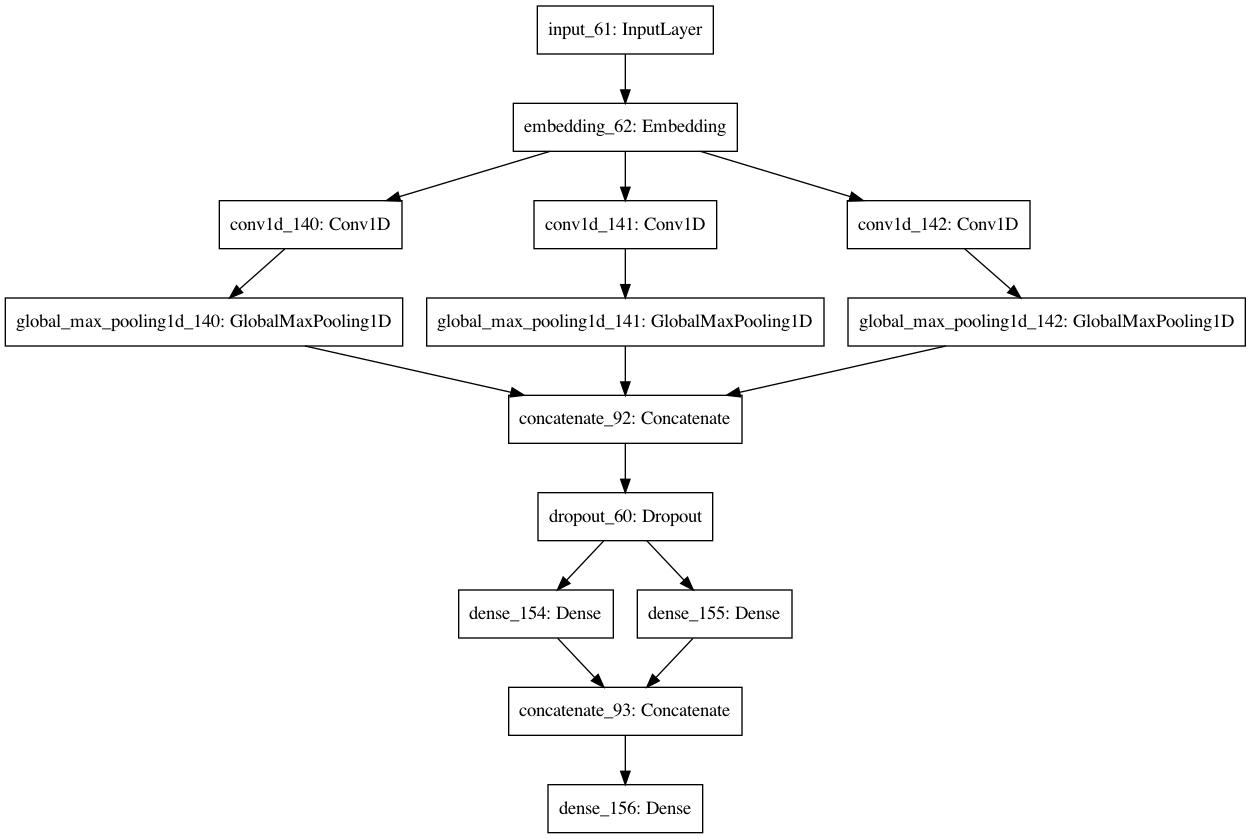 input_61: InputLayer
embedding_62: Embedding
conv1d_140: Conv1D
conv1d_141: Conv1D
conv1d_142: Conv1D
global_max_pooling1d_140: GlobalMaxPooling1D
global_max_pooling1d_141: GlobalMaxPooling1D
global_max_pooling1d_142: GlobalMaxPooling1D
concatenate_92: Concatenate
dropout_60: Dropout
dense_154: Dense
dense_155: Dense
concatenate_93: Concatenate
dense_156: Dense